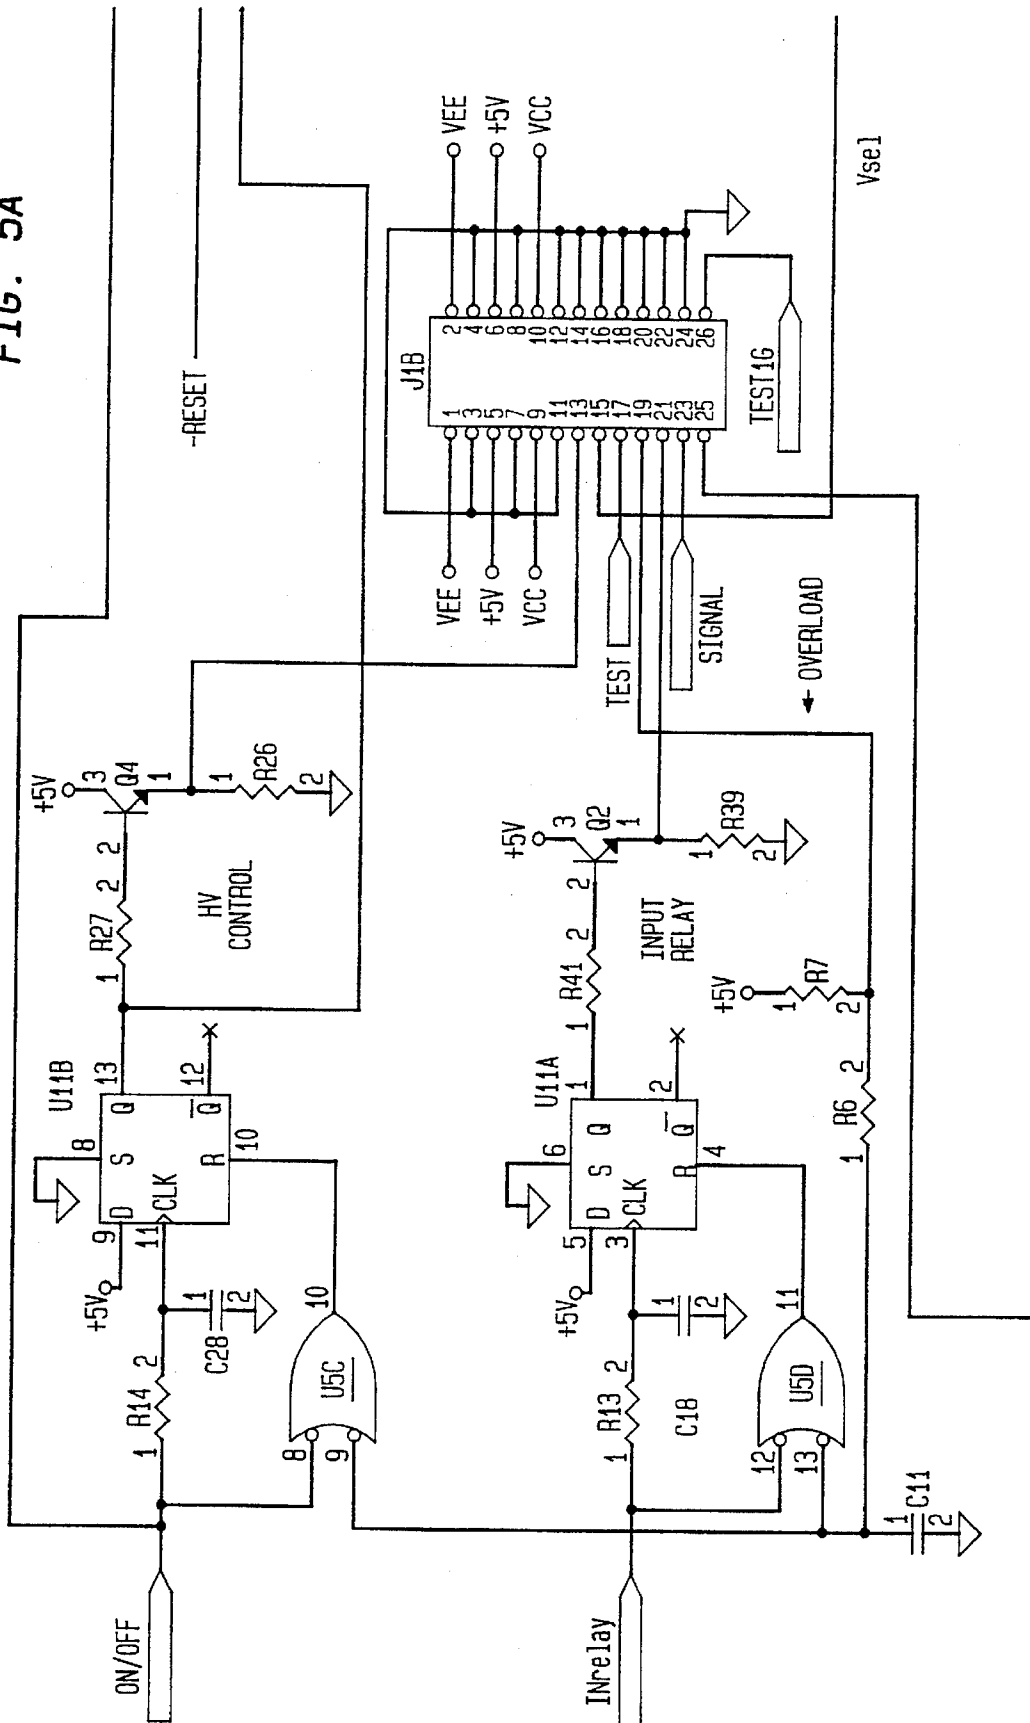 FIG. 5A
-RESET
ON/OFF
R14
1
2
C28
1
2
U5C
8
9
10
+5V
U11B
9
D
S
8
Q
13
11
CLK
R
10
Q
12
R27
1
2
2
HV
CONTROL
+5V
3
Q4
1
R26
1
2
J1B
1
3
5
7
9
11
13
15
17
19
21
23
25
2
4
6
8
10
12
14
16
18
20
22
24
26
VEE
+5V
VCC
VEE
+5V
VCC
TEST
SIGNAL
TEST1G
Vsel
← OVERLOAD
INrelay
R13
1
2
C18
1
2
U5D
12
13
11
+5V
U11A
5
D
S
6
Q
1
3
CLK
R
4
Q
2
R41
1
2
2
INPUT
RELAY
+5V
3
Q2
1
R39
1
2
+5V
R7
1
2
R6
1
2
C11
1
2